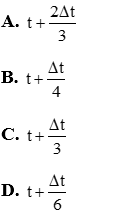 A. t+ 2Δt/3
B. t+ Δt/4
C. t+ Δt/3
D. t+ Δt/6